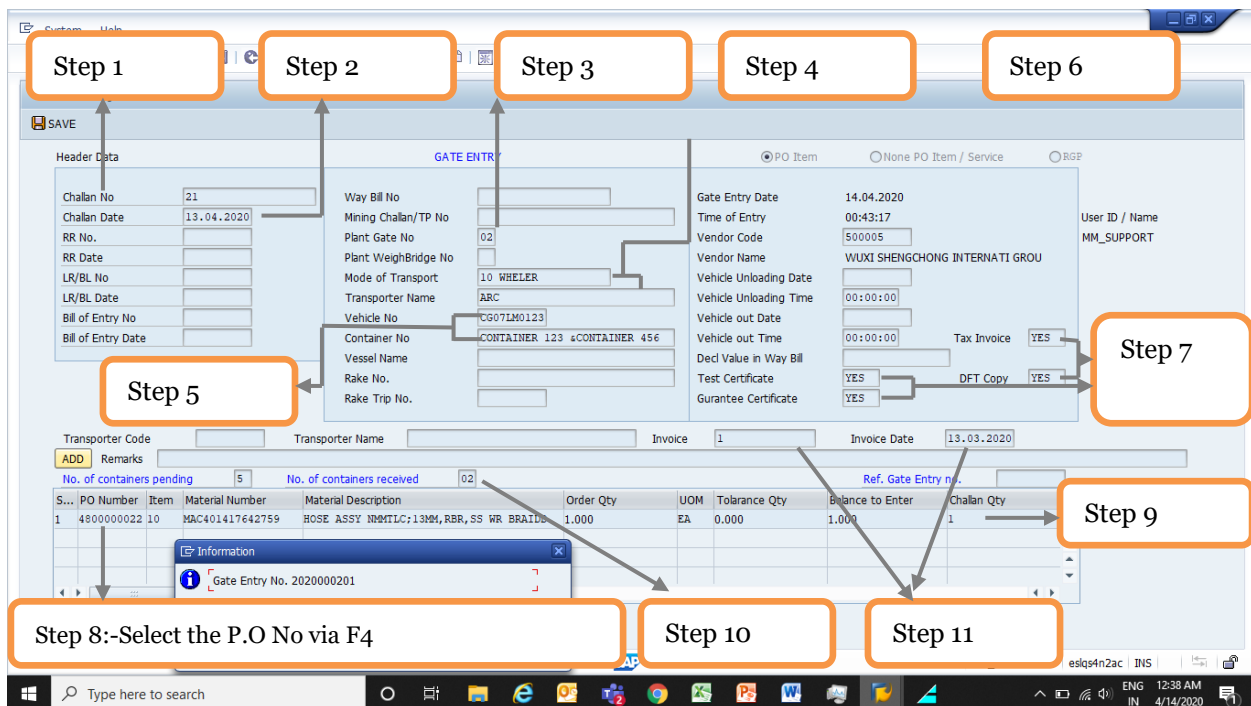 System Help
Step 1
Step 2
Step 3
Step 4
Step 6
SAVE
Header Data
GATE ENTRY
PO Item
None PO Item / Service
RGP
Challan No 21
Challan Date 13.04.2020
RR No.
RR Date
LR/BL No
LR/BL Date
Bill of Entry No
Bill of Entry Date
Way Bill No
Mining Challan/TP No
Plant Gate No 02
Plant WeighBridge No
Mode of Transport 10 WHELER
Transporter Name ARC
Vehicle No CG07LM0123
Container No CONTAINER 123 &CONTAINER 456
Vessel Name
Rake No.
Rake Trip No.
Gate Entry Date 14.04.2020
Time of Entry 00:43:17
Vendor Code 500005
Vendor Name WUXI SHENGCHONG INTERNATI GROU
Vehicle Unloading Date
Vehicle Unloading Time 00:00:00
Vehicle out Date
Vehicle out Time 00:00:00 Tax Invoice YES
Decl Value in Way Bill
Test Certificate YES DFT Copy YES
Gurantee Certificate YES
User ID / Name
MM_SUPPORT
Step 5
Step 7
Transporter Code Transporter Name Invoice 1 Invoice Date 13.03.2020
ADD Remarks
No. of containers pending 5 No. of containers received 02 Ref. Gate Entry no.
S... PO Number Item Material Number Material Description Order Qty UOM Tolarance Qty Balance to Enter Challan Qty
1 4800000022 10 MAC401417642759 HOSE ASSY NMMTLC;13MM,RBR,SS WR BRAIDE 1.000 EA 0.000 1.000 1
Step 9
Information
Gate Entry No. 2020000201
Step 8:-Select the P.O No via F4
Step 10
Step 11
eslqs4n2ac INS
Type here to search
ENG
IN
12:38 AM
4/14/2020